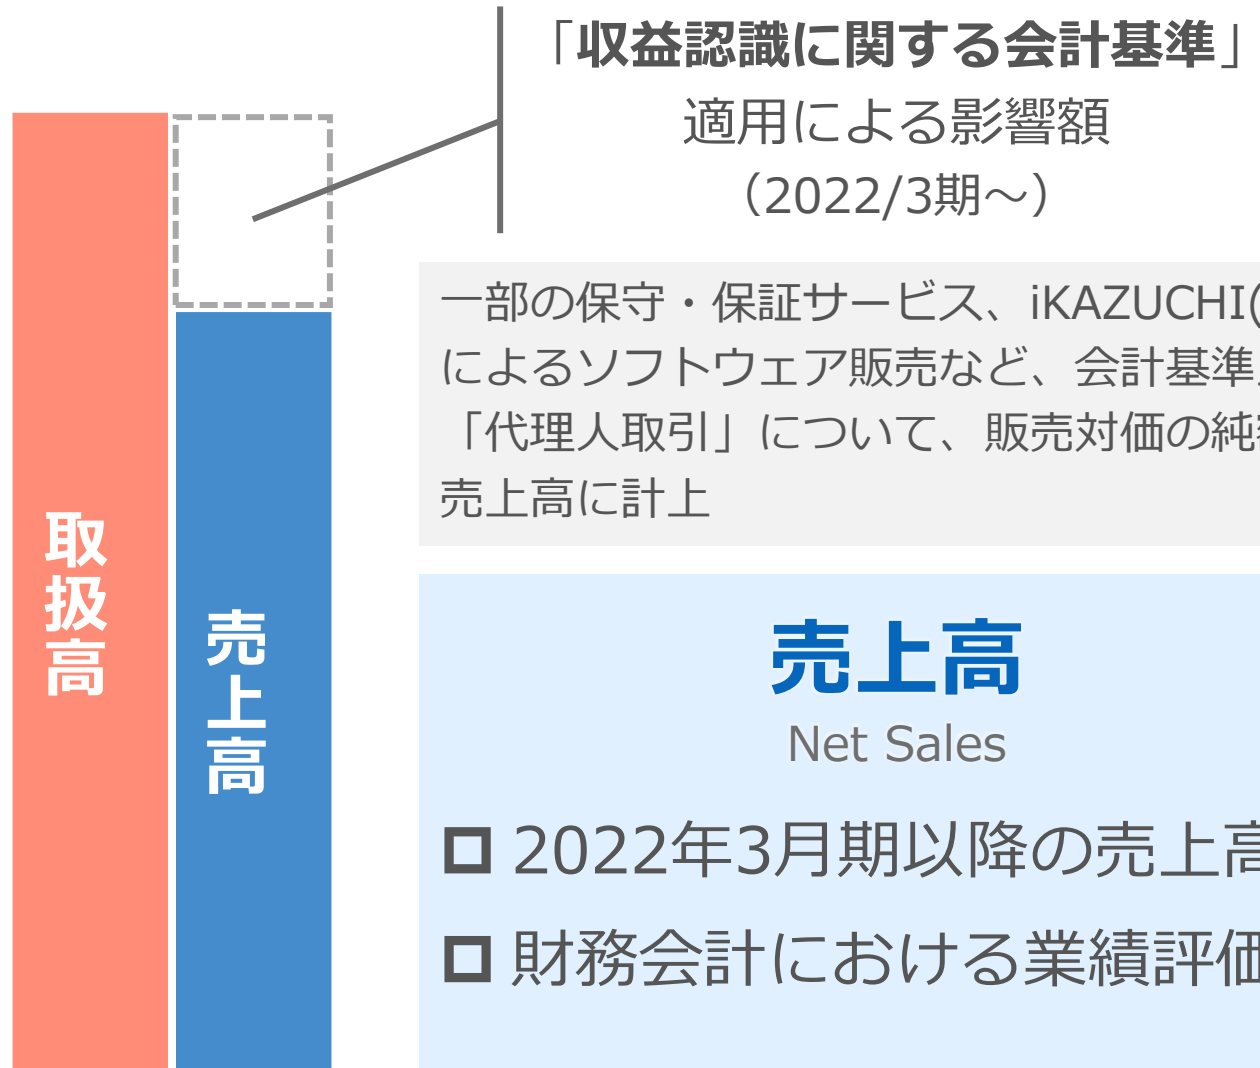 「収益認識に関する会計基準」
適用による影響額
（2022/3期～）
一部の保守・保証サービス、iKAZUCHI(
によるソフトウェア販売など、会計基準
「代理人取引」について、販売対価の純
売上高に計上
取扱高
売上高
売上高
Net Sales
2022年3月期以降の売上高
財務会計における業績評価